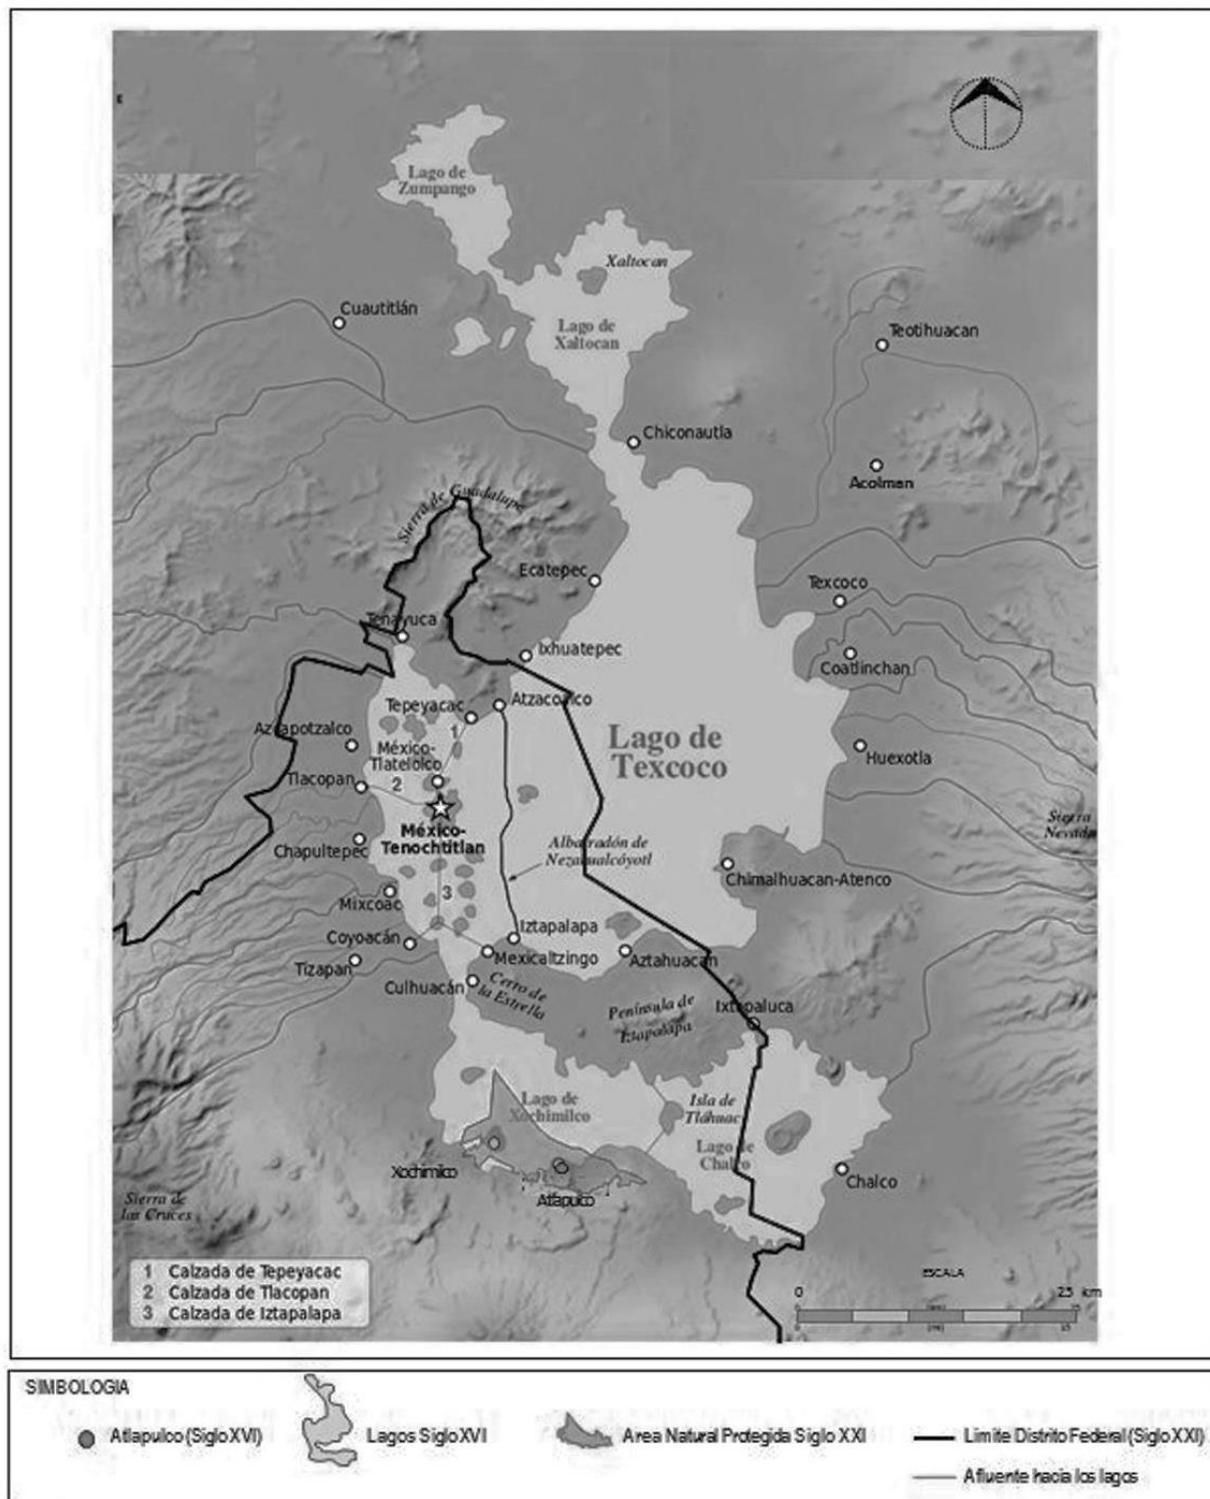 Lago de
Zumpango
Xaltocan
Cuautitlán
Lago de
Xaltocan
Teotihuacan
Chiconautla
Acolman
Sierra de Guadalupe
Ecatepec
Texcoco
Tenayuca
Ixhuatepec
Coatlinchan
Tepeyacac
Atzacoalco
Azcapotzalco
1
México-
Tlatelolco
Lago de
Texcoco
Huexotla
Tlacopan
2
México-
Tenochtitlan
Sierra
Nevada
Chapultepec
Albarradón de
Nezahualcóyotl
Chimalhuacan-Atenco
3
Mixcoac
Iztapalapa
Coyoacán
Mexicaltzingo
Aztahuacán
Tizapan
Culhuacán
Cerro de
la Estrella
Península de
Iztapalapa
Ixtapaluca
Lago de
Xochimilco
Isla de
Tláhuac
Lago de
Chalco
Xochimilco
Atlapulco
Chalco
Sierra de
las Cruces
1 Calzada de Tepeyacac
2 Calzada de Tlacopan
3 Calzada de Iztapalapa
ESCALA
0 25 km
SIMBOLOGIA
Atlapulco (Siglo XVI)
Lagos Siglo XVI
Area Natural Protegida Siglo XXI
Limite Distrito Federal (Siglo XXI)
Afluente hacia los lagos